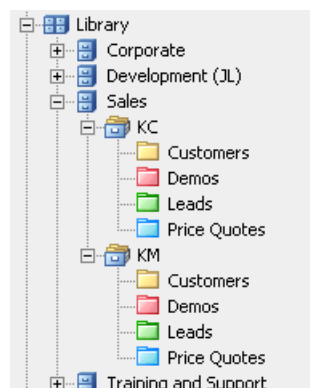 Library
Corporate
Development (JL)
Sales
KC
Customers
Demos
Leads
Price Quotes
KM
Customers
Demos
Leads
Price Quotes
Training and Support